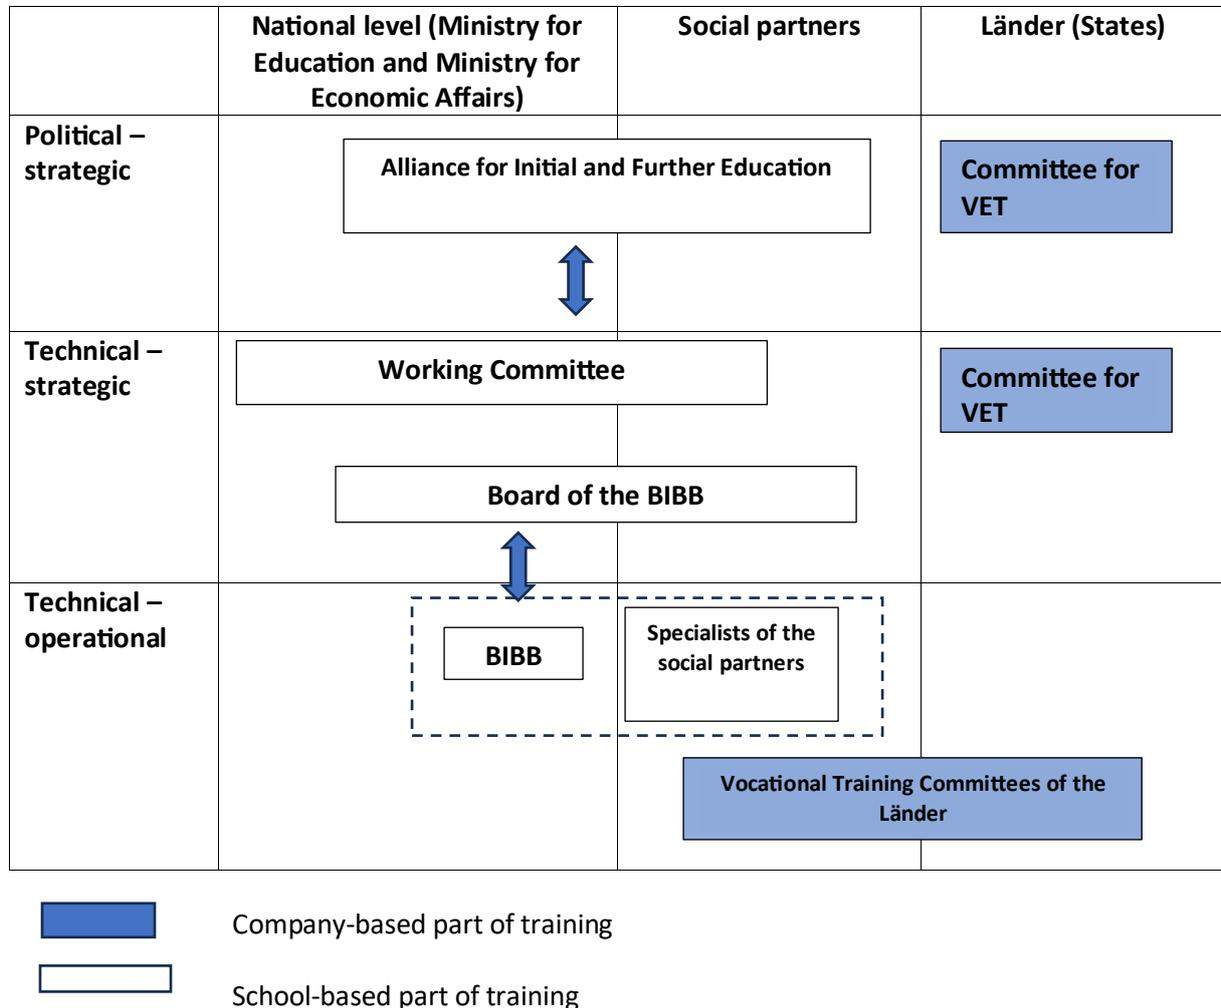 National level (Ministry for
Education and Ministry for
Economic Affairs)
Social partners
Länder (States)
Political –
strategic
Alliance for Initial and Further Education
Committee for
VET
Technical –
strategic
Working Committee
Committee for
VET
Board of the BIBB
Technical –
operational
BIBB
Specialists of the
social partners
Vocational Training Committees of the
Länder
Company-based part of training
School-based part of training